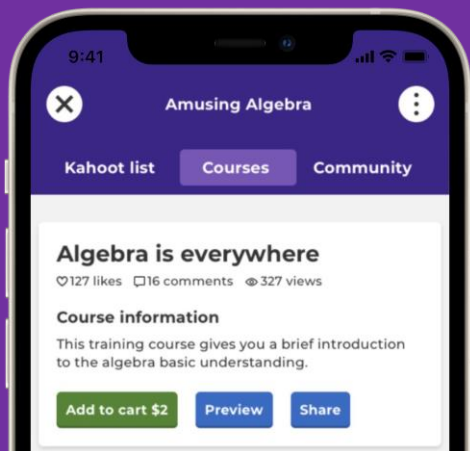 9:41
Amusing Algebra
Kahoot list Courses Community
Algebra is everywhere
127 likes 16 comments 327 views
Course information
This training course gives you a brief introduction
to the algebra basic understanding.
Add to cart $2 Preview Share